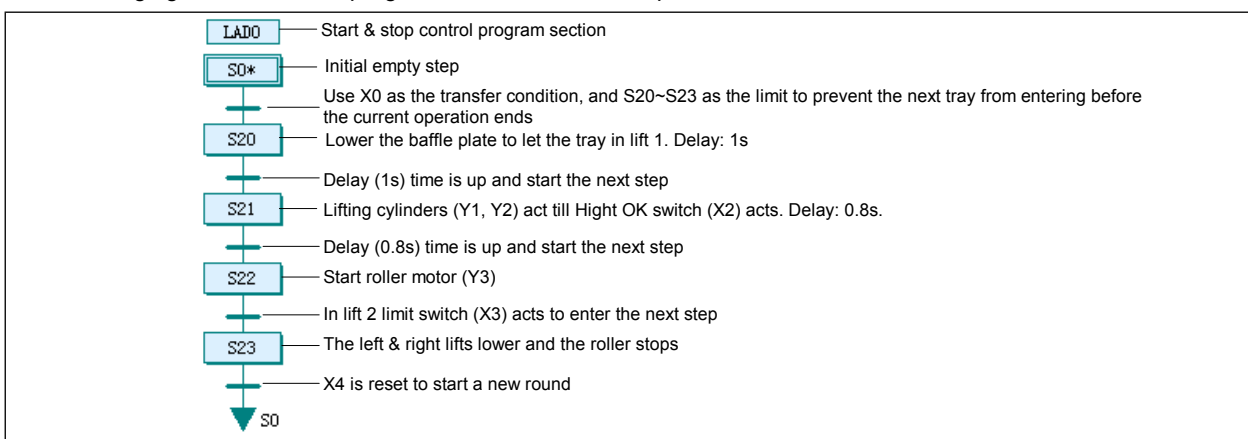 LAD0 Start & stop control program section
S0* Initial empty step
Use X0 as the transfer condition, and S20~S23 as the limit to prevent the next tray from entering before
the current operation ends
S20 Lower the baffle plate to let the tray in lift 1. Delay: 1s
Delay (1s) time is up and start the next step
S21 Lifting cylinders (Y1, Y2) act till Hight OK switch (X2) acts. Delay: 0.8s.
Delay (0.8s) time is up and start the next step
S22 Start roller motor (Y3)
In lift 2 limit switch (X3) acts to enter the next step
S23 The left & right lifts lower and the roller stops
X4 is reset to start a new round
S0